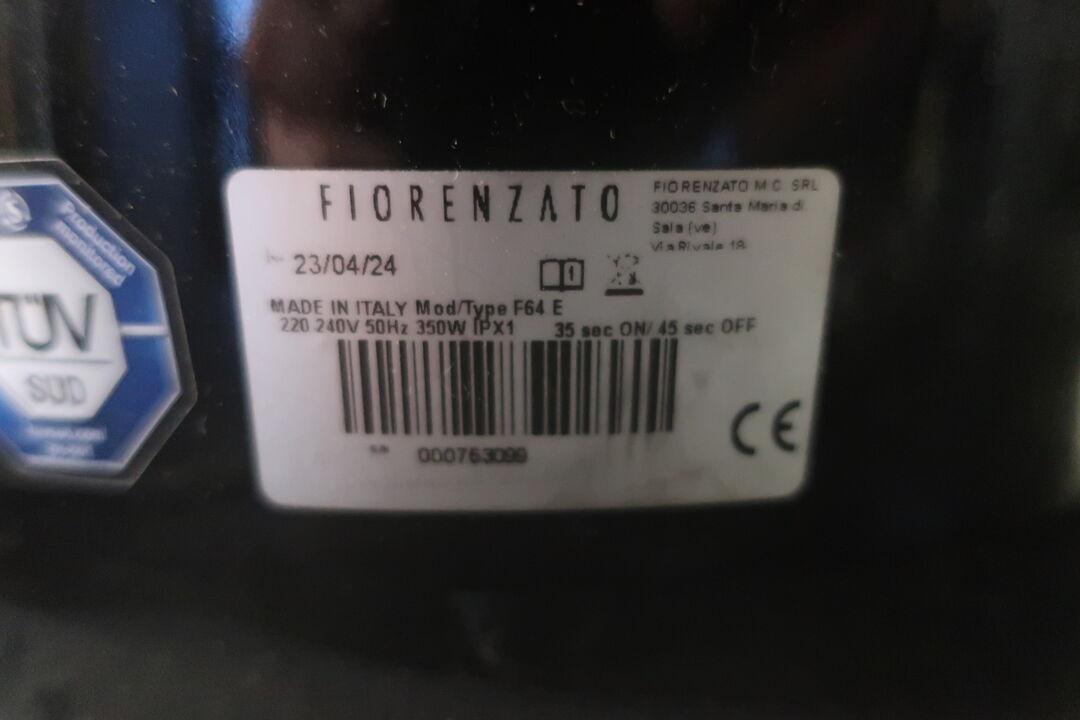 FIORENZATO
FIORENZATO M.C. SRL
30036 Santa Maria di
Sala (ve)
Via Rivale 18
23/04/24
1
MADE IN ITALY Mod/Type F64 E
220 240V 50Hz 350W IPX1 35 sec ON/ 45 sec OFF
S/N 000763099
CE
Production
monitored
TÜV
SÜD